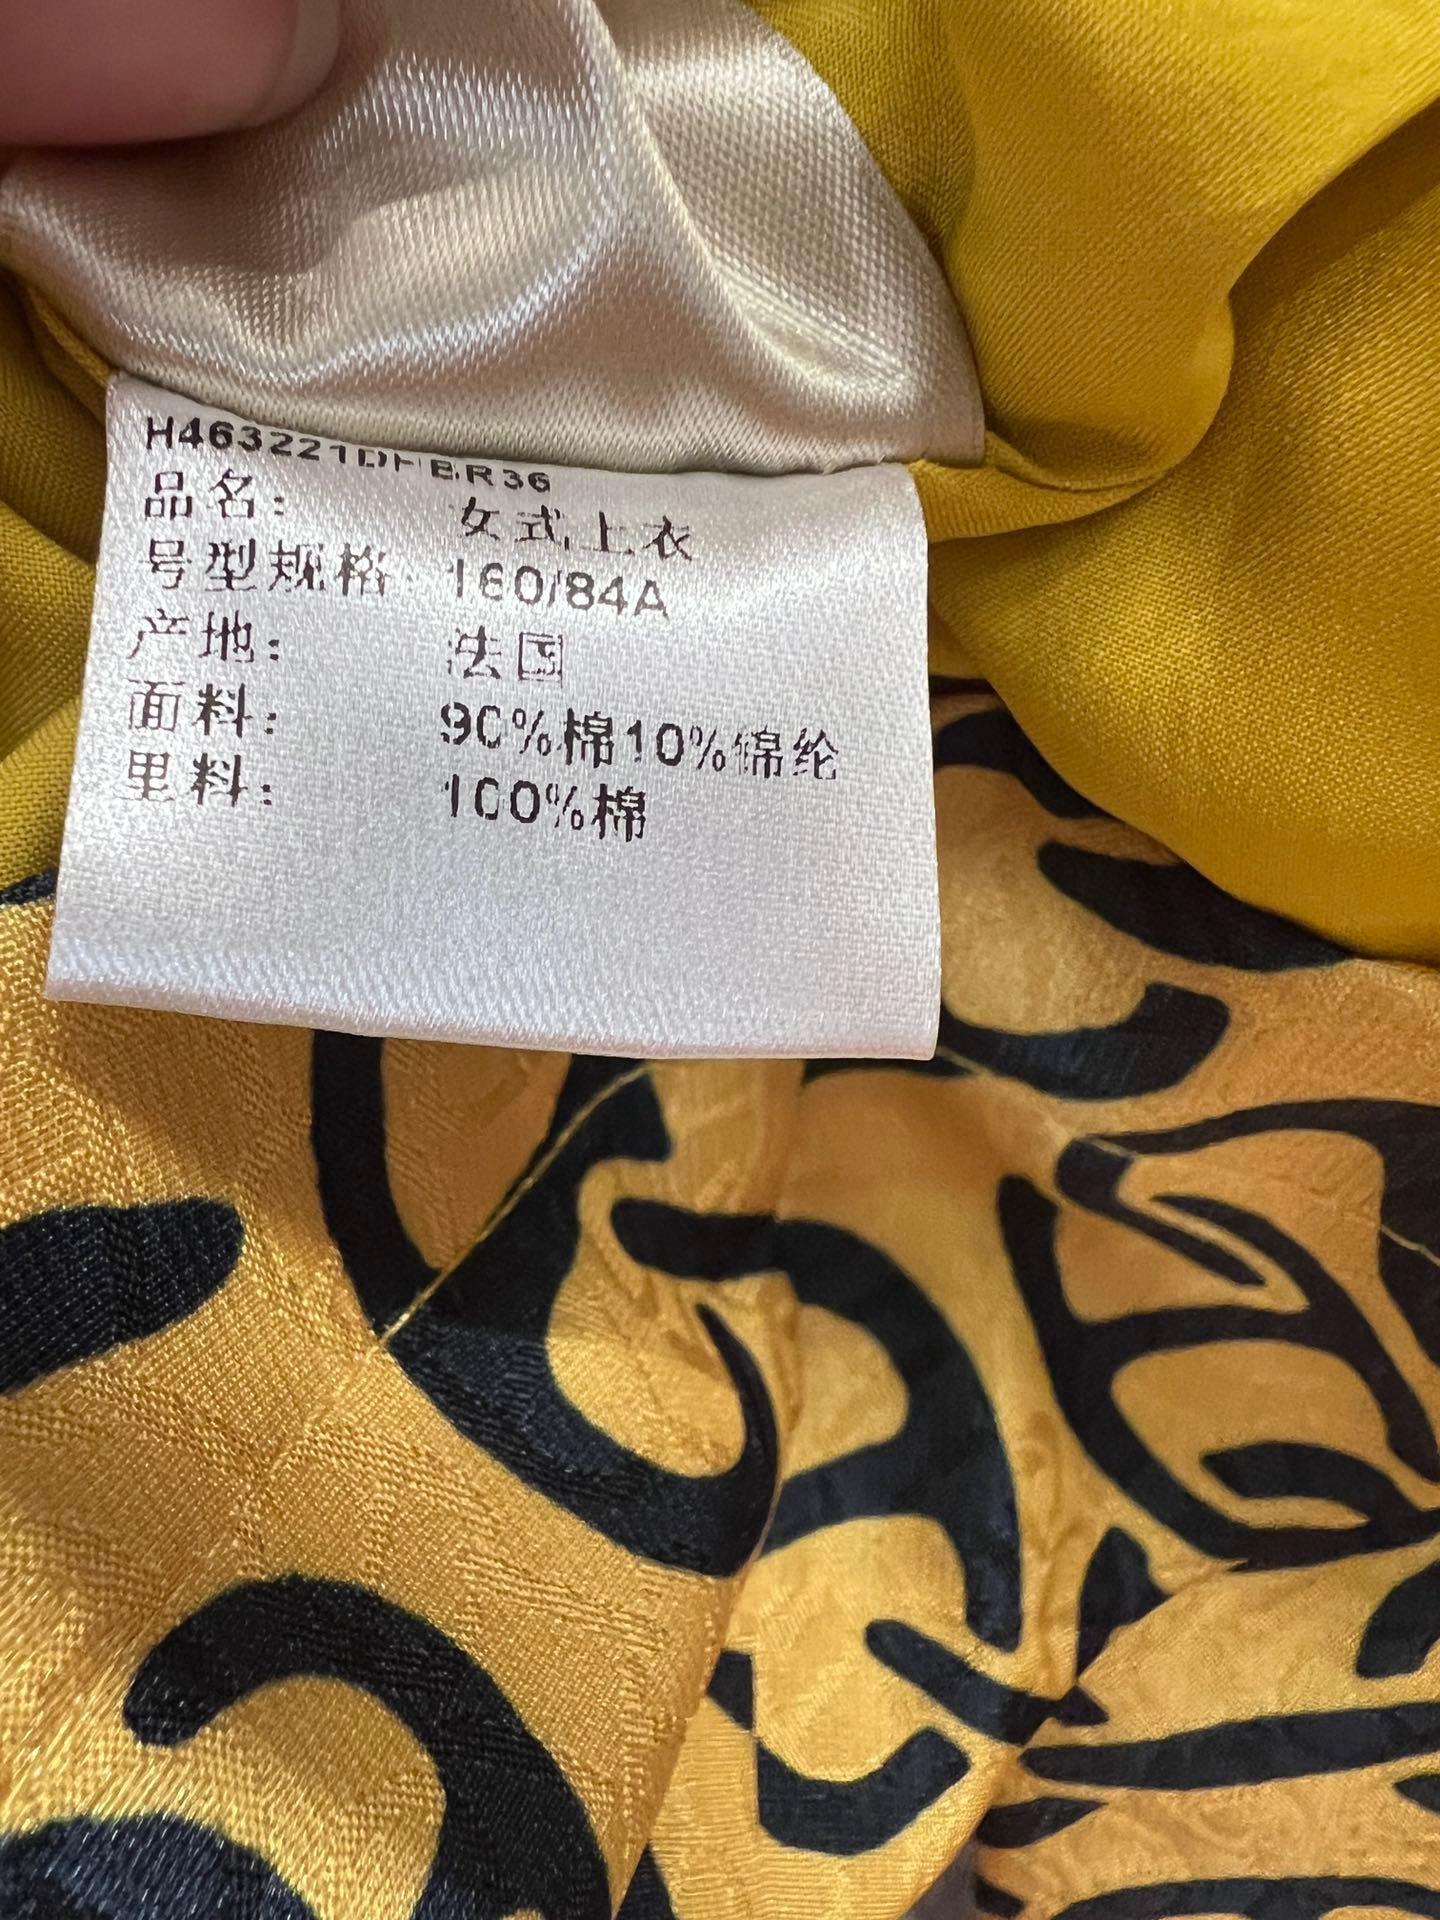 H463221DHBR36
品名: 女式上衣
号型规格: 160/84A
产地: 法国
面料: 90%棉10%锦纶
里料: 100%棉